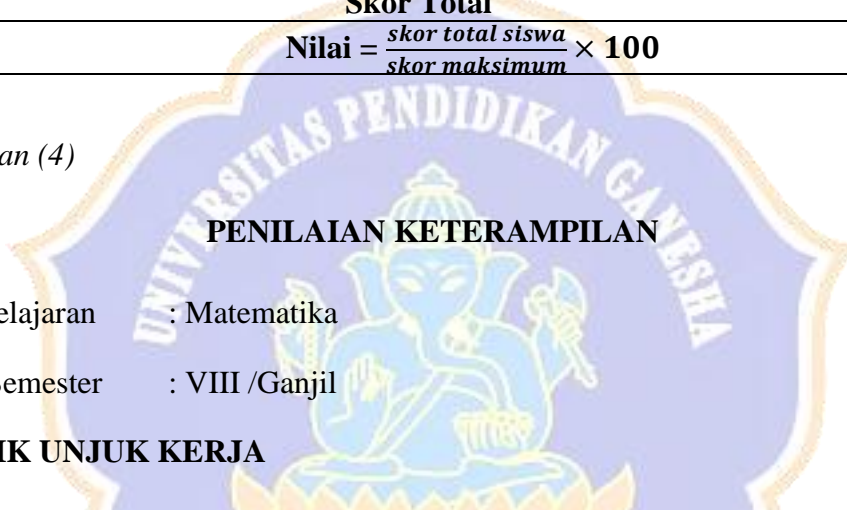 Skor Total
Nilai = skor total siswa / skor maksimum × 100
an (4)
UNIVERSITAS PENDIDIKAN GANESHA
PENILAIAN KETERAMPILAN
elajaran : Matematika
Semester : VIII /Ganjil
IK UNJUK KERJA